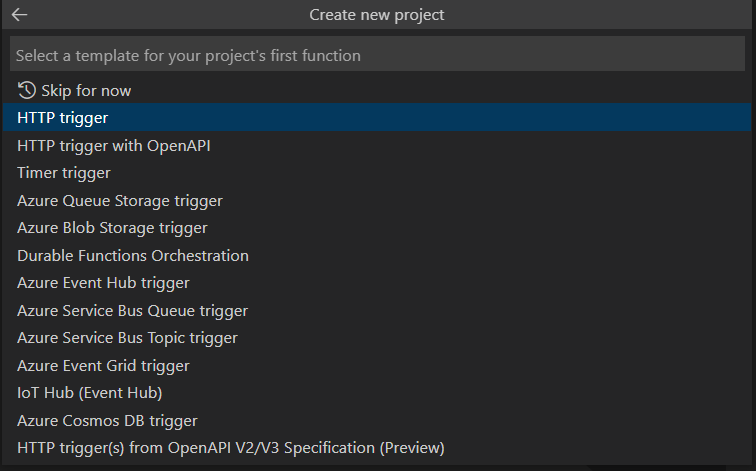 Create new project
Select a template for your project's first function
Skip for now
HTTP trigger
HTTP trigger with OpenAPI
Timer trigger
Azure Queue Storage trigger
Azure Blob Storage trigger
Durable Functions Orchestration
Azure Event Hub trigger
Azure Service Bus Queue trigger
Azure Service Bus Topic trigger
Azure Event Grid trigger
IoT Hub (Event Hub)
Azure Cosmos DB trigger
HTTP trigger(s) from OpenAPI V2/V3 Specification (Preview)